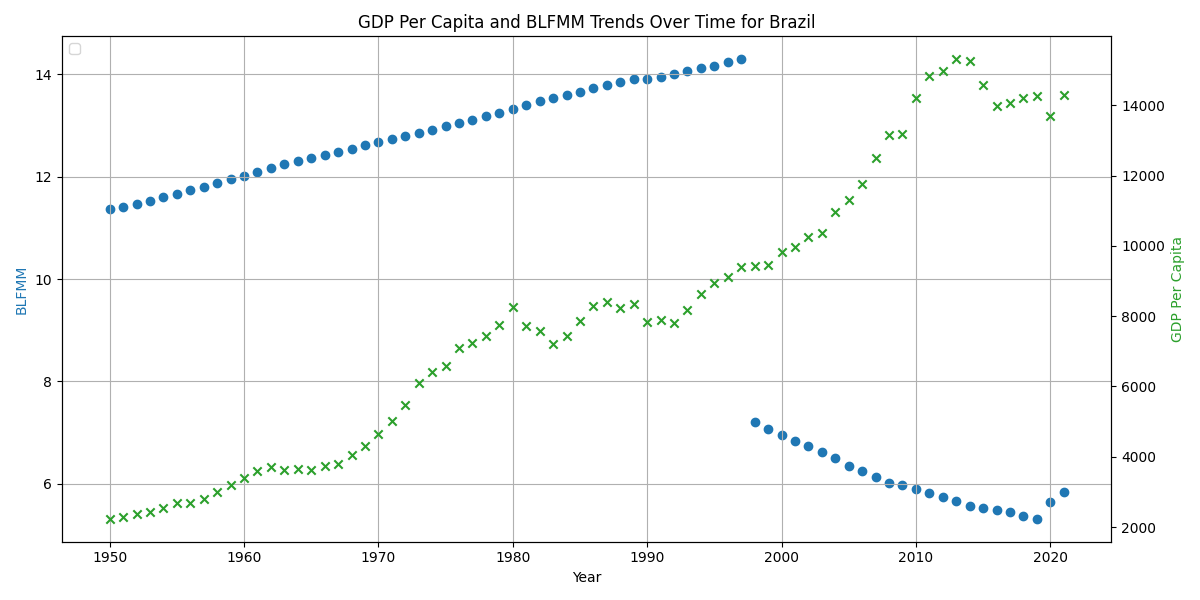 GDP Per Capita and BLFMM Trends Over Time for Brazil
14
12
10
8
6
BLFMM
14000
12000
10000
8000
6000
4000
2000
GDP Per Capita
1950 1960 1970 1980 1990 2000 2010 2020
Year